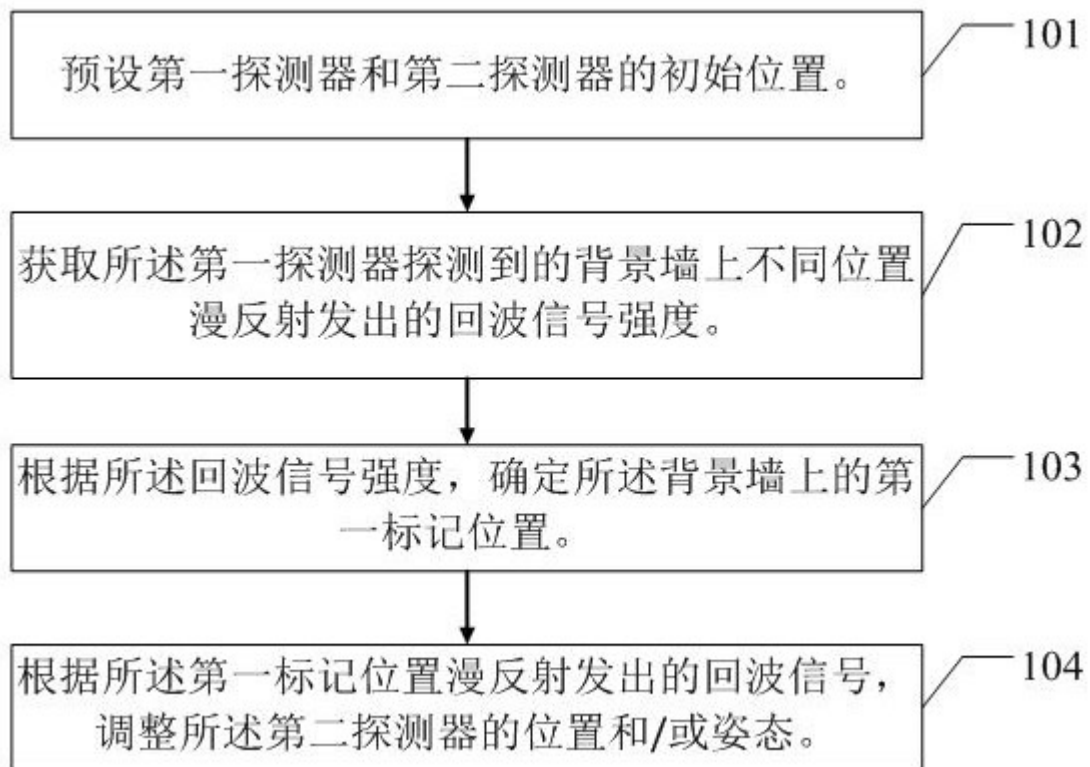 预设第一探测器和第二探测器的初始位置。
101
获取所述第一探测器探测到的背景墙上不同位置
漫反射发出的回波信号强度。
102
根据所述回波信号强度，确定所述背景墙上的第
一标记位置。
103
根据所述第一标记位置漫反射发出的回波信号，
调整所述第二探测器的位置和/或姿态。
104